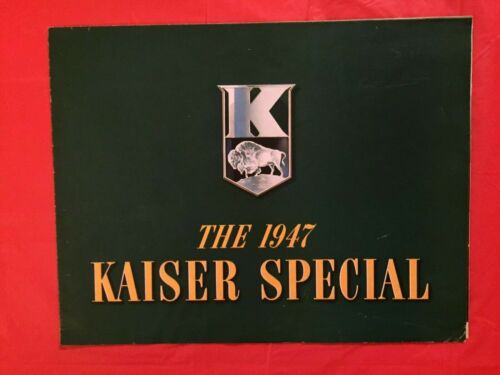 K
THE 1947
KAISER SPECIAL